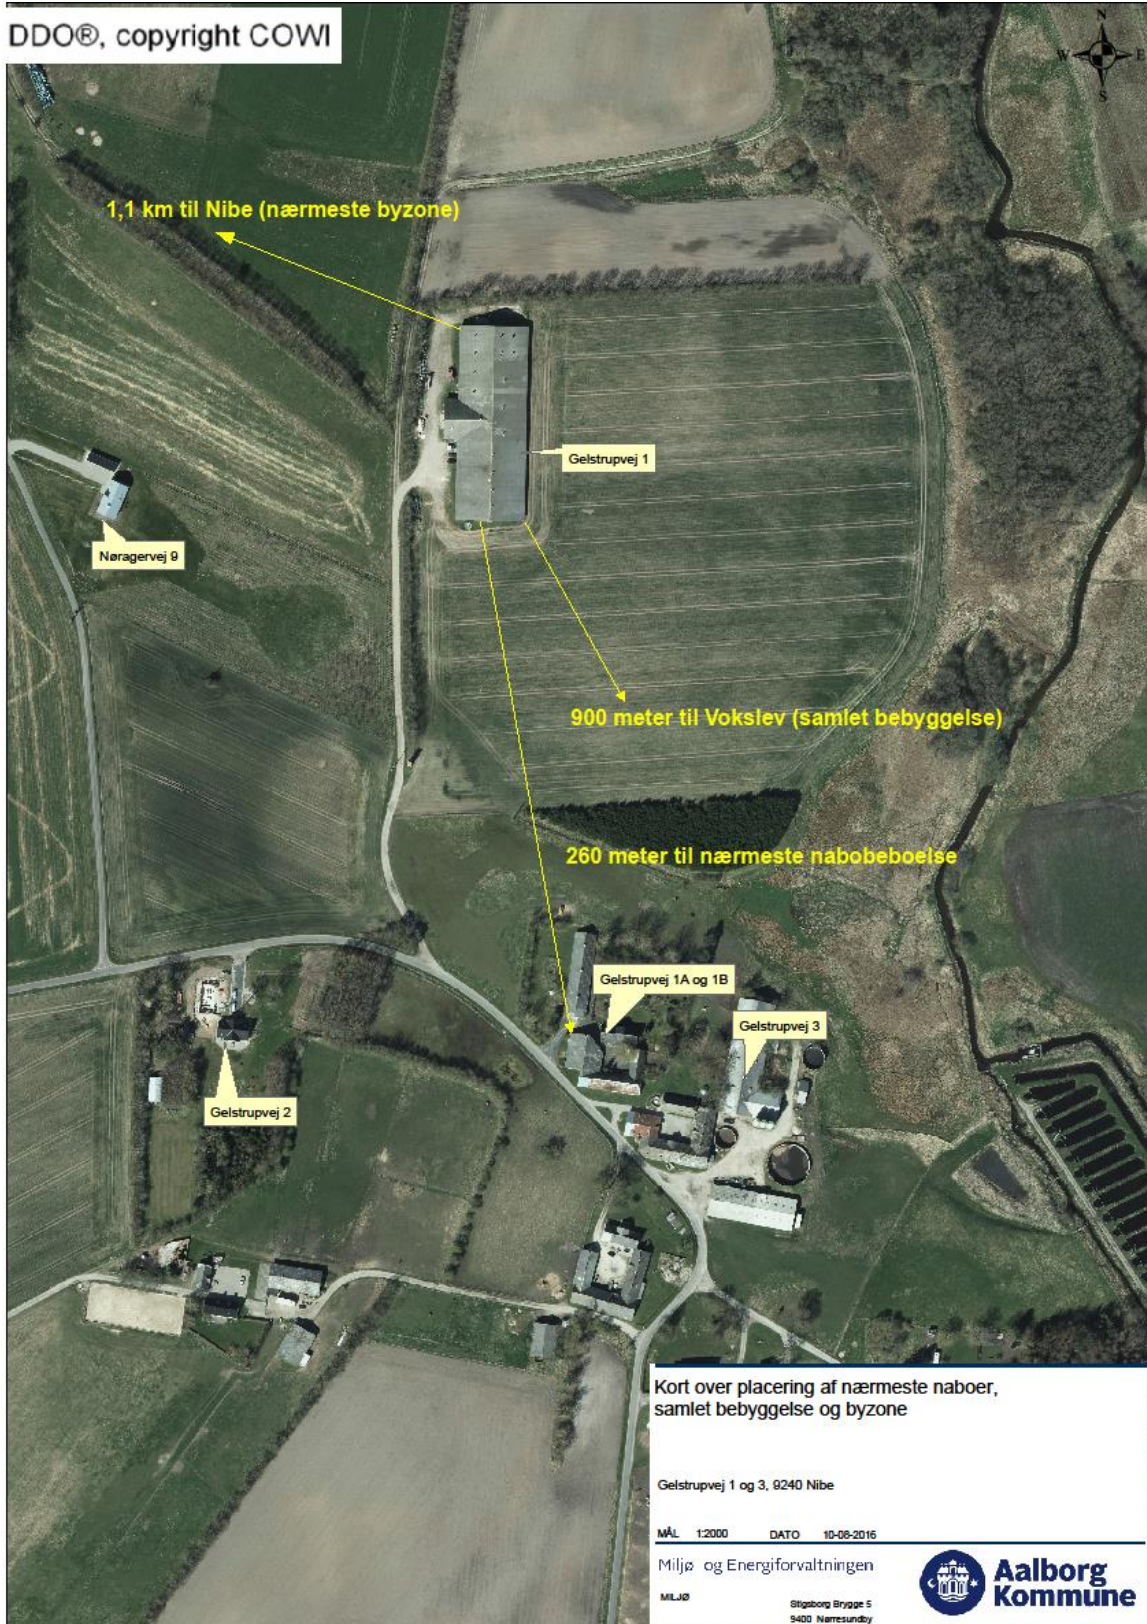 DDO®, copyright COWI
N
W E
S
1,1 km til Nibe (nærmeste byzone)
Gelstrupvej 1
Nøragervej 9
900 meter til Vokslev (samlet bebyggelse)
260 meter til nærmeste nabobeboelse
Gelstrupvej 1A og 1B
Gelstrupvej 3
Gelstrupvej 2
Kort over placering af nærmeste naboer,
samlet bebyggelse og byzone
Gelstrupvej 1 og 3, 9240 Nibe
MÅL 1:2000 DATO 10-08-2016
Miljø og Energiforvaltningen
MILJØ
Stigsborg Brygge 5
9400 Nørresundby
Aalborg
Kommune